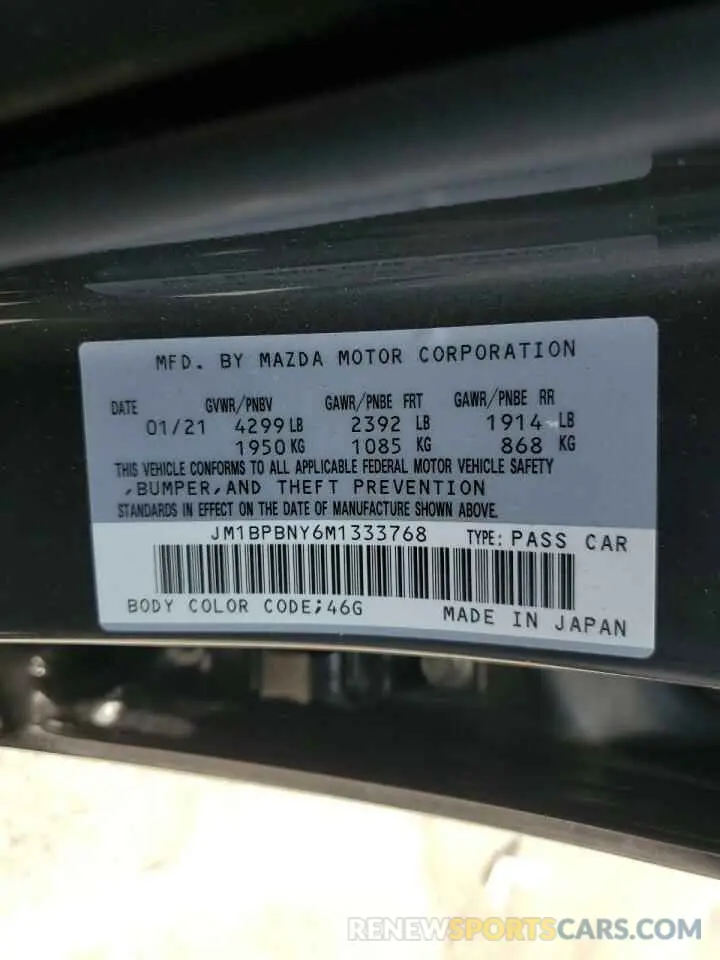 MFD. BY MAZDA MOTOR CORPORATION
DATE GVWR/PNBV GAWR/PNBE FRT GAWR/PNBE RR
01/21 4299 LB 2392 LB 1914 LB
1950 KG 1085 KG 868 KG
THIS VEHICLE CONFORMS TO ALL APPLICABLE FEDERAL MOTOR VEHICLE SAFETY
,BUMPER,AND THEFT PREVENTION
STANDARDS IN EFFECT ON THE DATE OF MANUFACTURE SHOWN ABOVE.
JM1BPBNY6M1333768 TYPE: PASS CAR
BODY COLOR CODE;46G MADE IN JAPAN
RENEWSPORTSCARS.COM